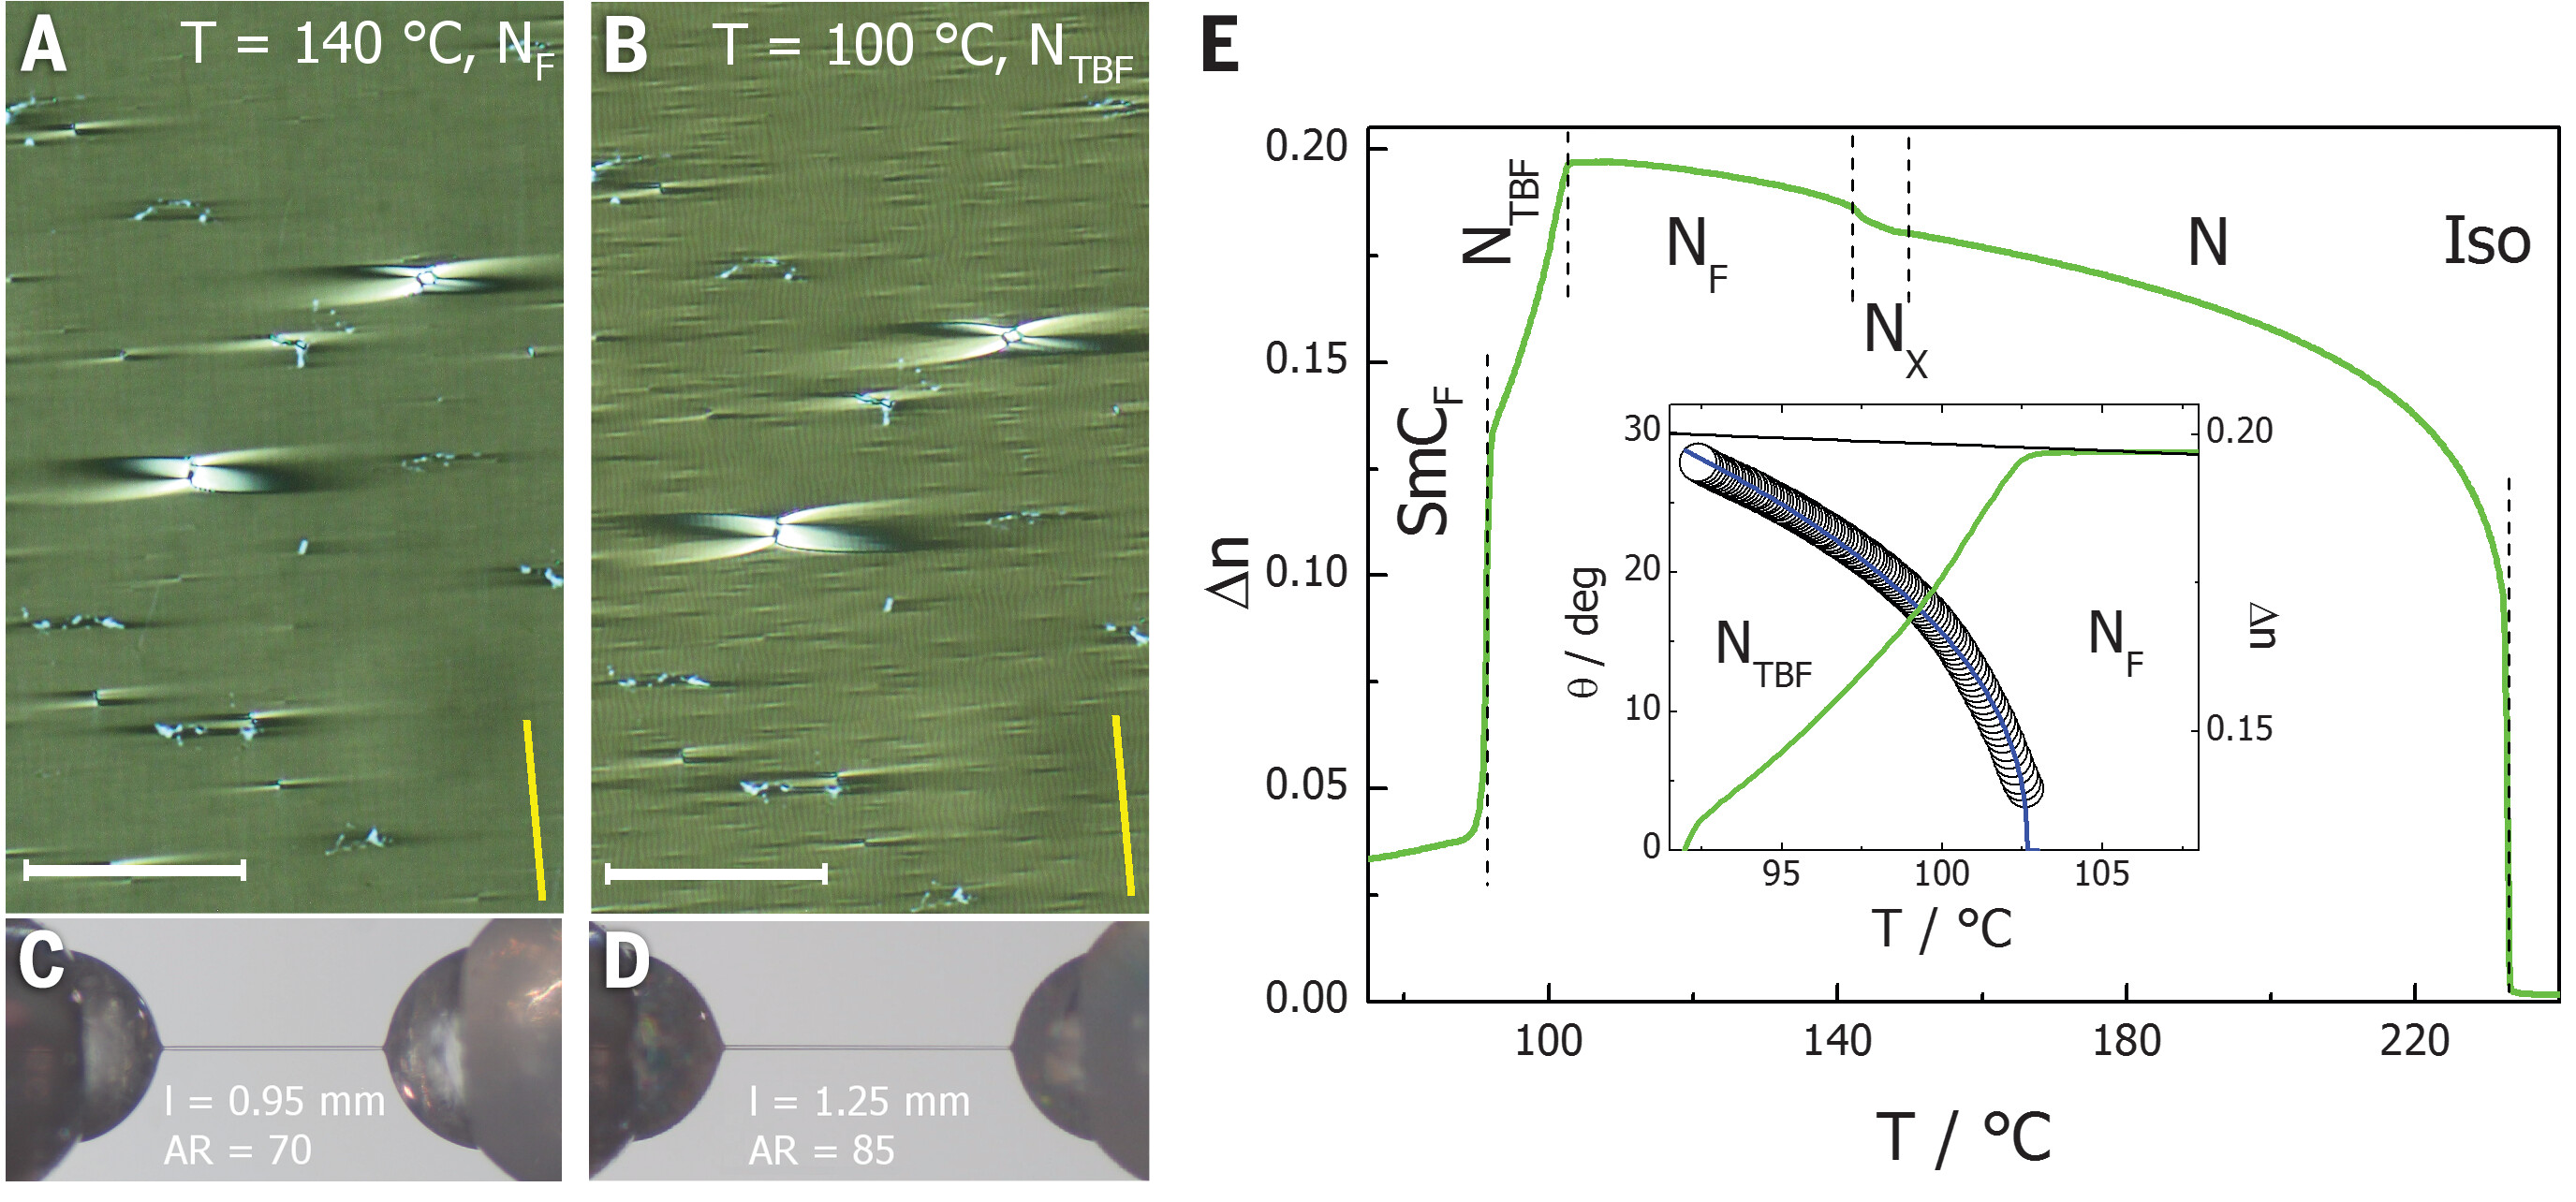 A
T = 140 °C, N_F
B
T = 100 °C, N_TBF
C
l = 0.95 mm
AR = 70
D
l = 1.25 mm
AR = 85
E
Δn
0.20
0.15
0.10
0.05
0.00
SmC_F
N_TBF
N_F
N_X
N
Iso
100
140
180
220
T / °C
θ / deg
30
20
10
0
N_TBF
N_F
0.20
0.15
Δn
95
100
105
T / °C